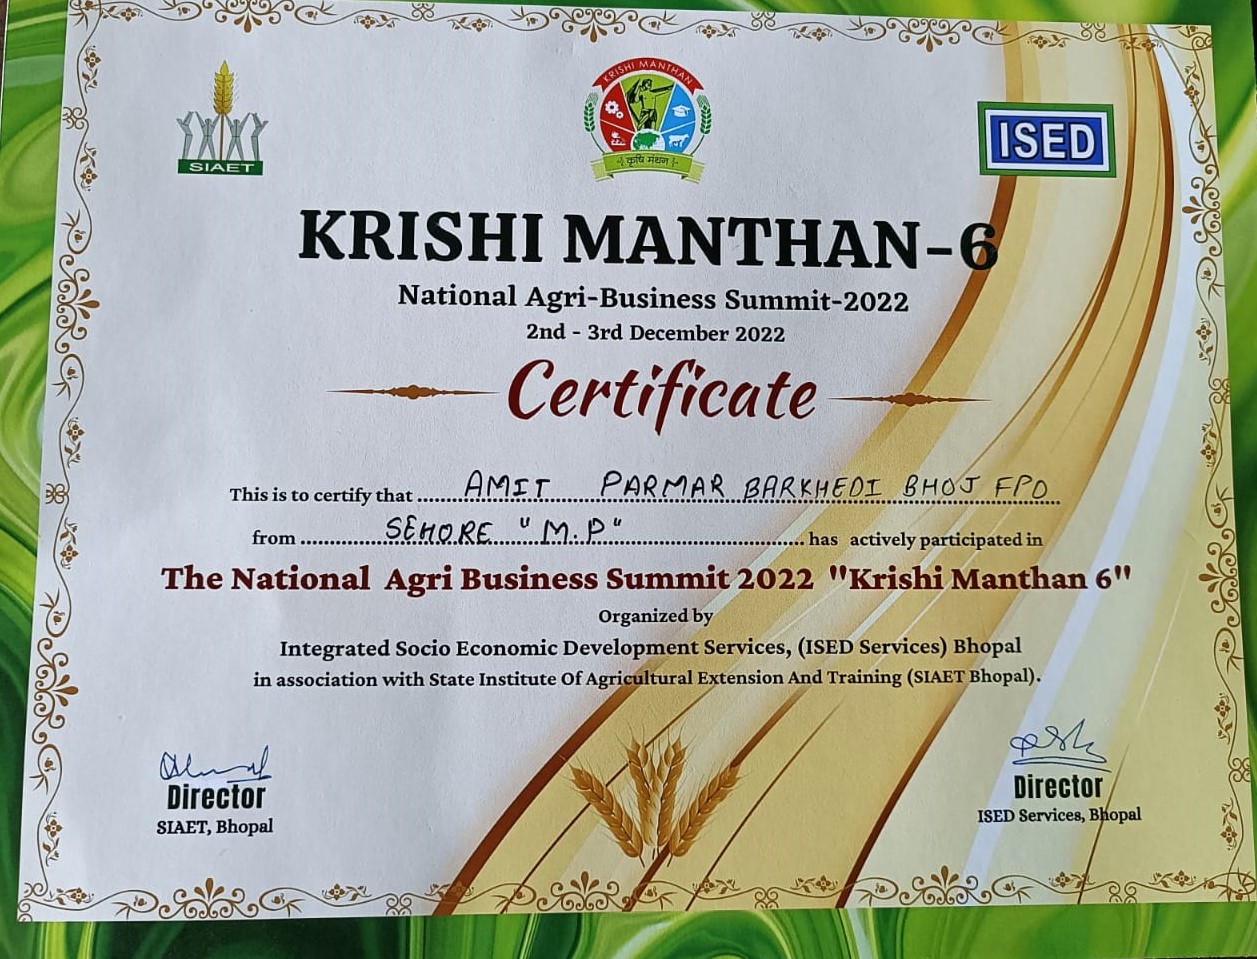 SIAET
KRISHI MANTHAN
कृषि मंथन
ISED
KRISHI MANTHAN-6
National Agri-Business Summit-2022
2nd - 3rd December 2022
Certificate
This is to certify that ...... AMIT PARMAR BARKHEDI BHOJ FPO
from ...... SEHORE "M.P" ...... has actively participated in
The National Agri Business Summit 2022 "Krishi Manthan 6"
Organized by
Integrated Socio Economic Development Services, (ISED Services) Bhopal
in association with State Institute Of Agricultural Extension And Training (SIAET Bhopal).
Director
SIAET, Bhopal
Director
ISED Services, Bhopal